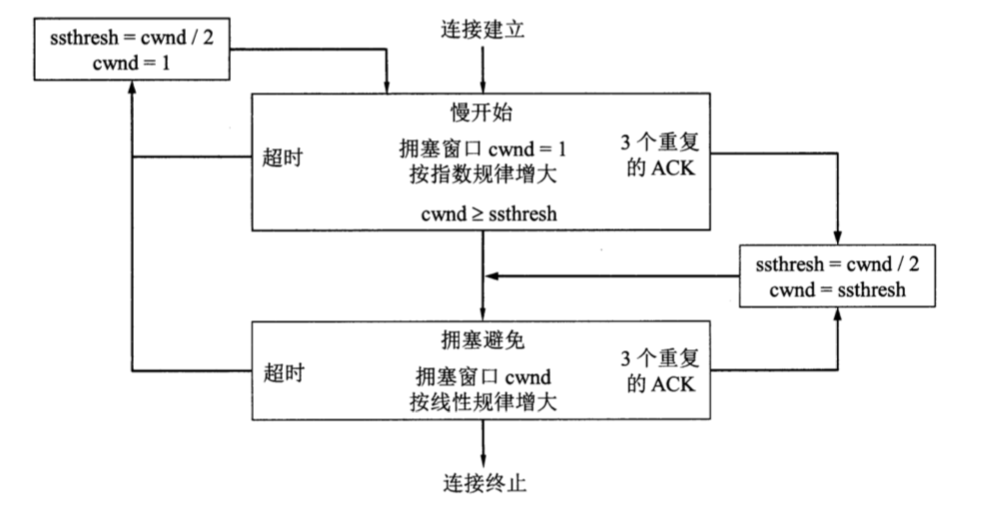 ssthresh = cwnd / 2
cwnd = 1
连接建立
慢开始
超时
拥塞窗口 cwnd = 1
按指数规律增大
3 个重复
的 ACK
cwnd ≥ ssthresh
ssthresh = cwnd / 2
cwnd = ssthresh
拥塞避免
超时
拥塞窗口 cwnd
按线性规律增大
3 个重复
的 ACK
连接终止